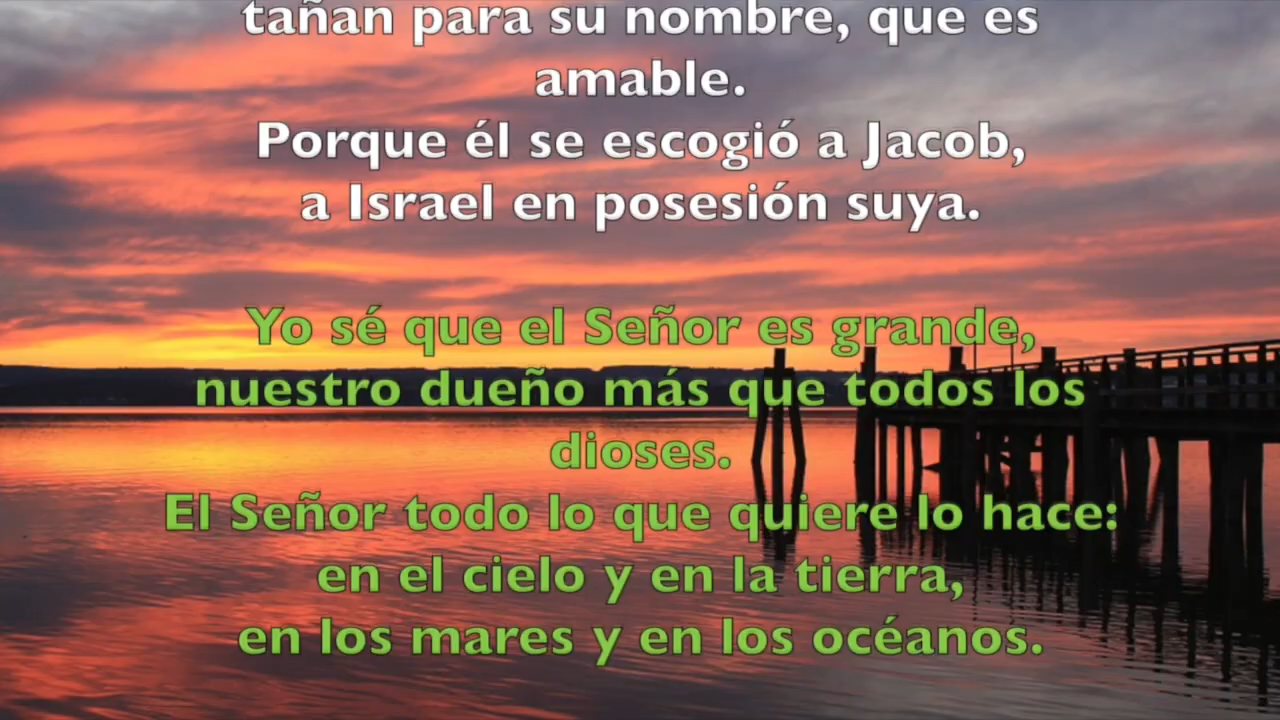 tañan para su nombre, que es
amable.
Porque él se escogió a Jacob,
a Israel en posesión suya.
Yo sé que el Señor es grande,
nuestro dueño más que todos los
dioses.
El Señor todo lo que quiere lo hace:
en el cielo y en la tierra,
en los mares y en los océanos.